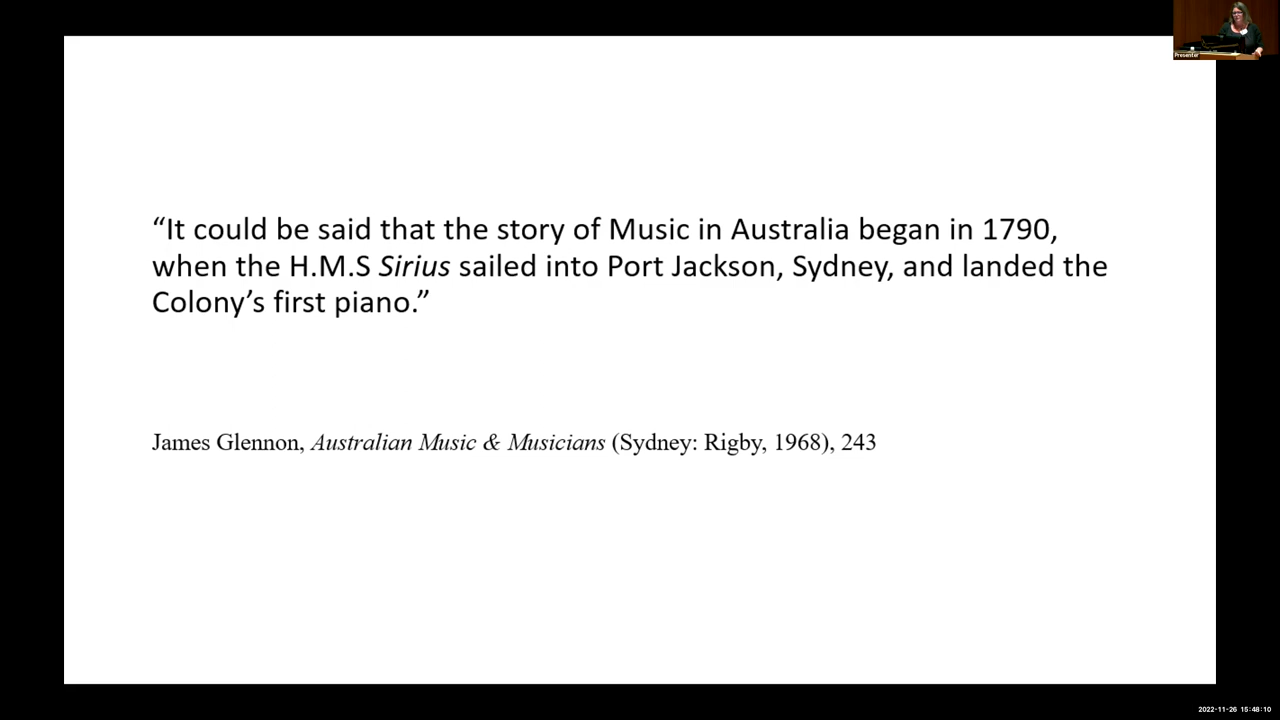 Presenter
“It could be said that the story of Music in Australia began in 1790,
when the H.M.S Sirius sailed into Port Jackson, Sydney, and landed the
Colony’s first piano.”
James Glennon, Australian Music & Musicians (Sydney: Rigby, 1968), 243
2022-11-26 15:48:10